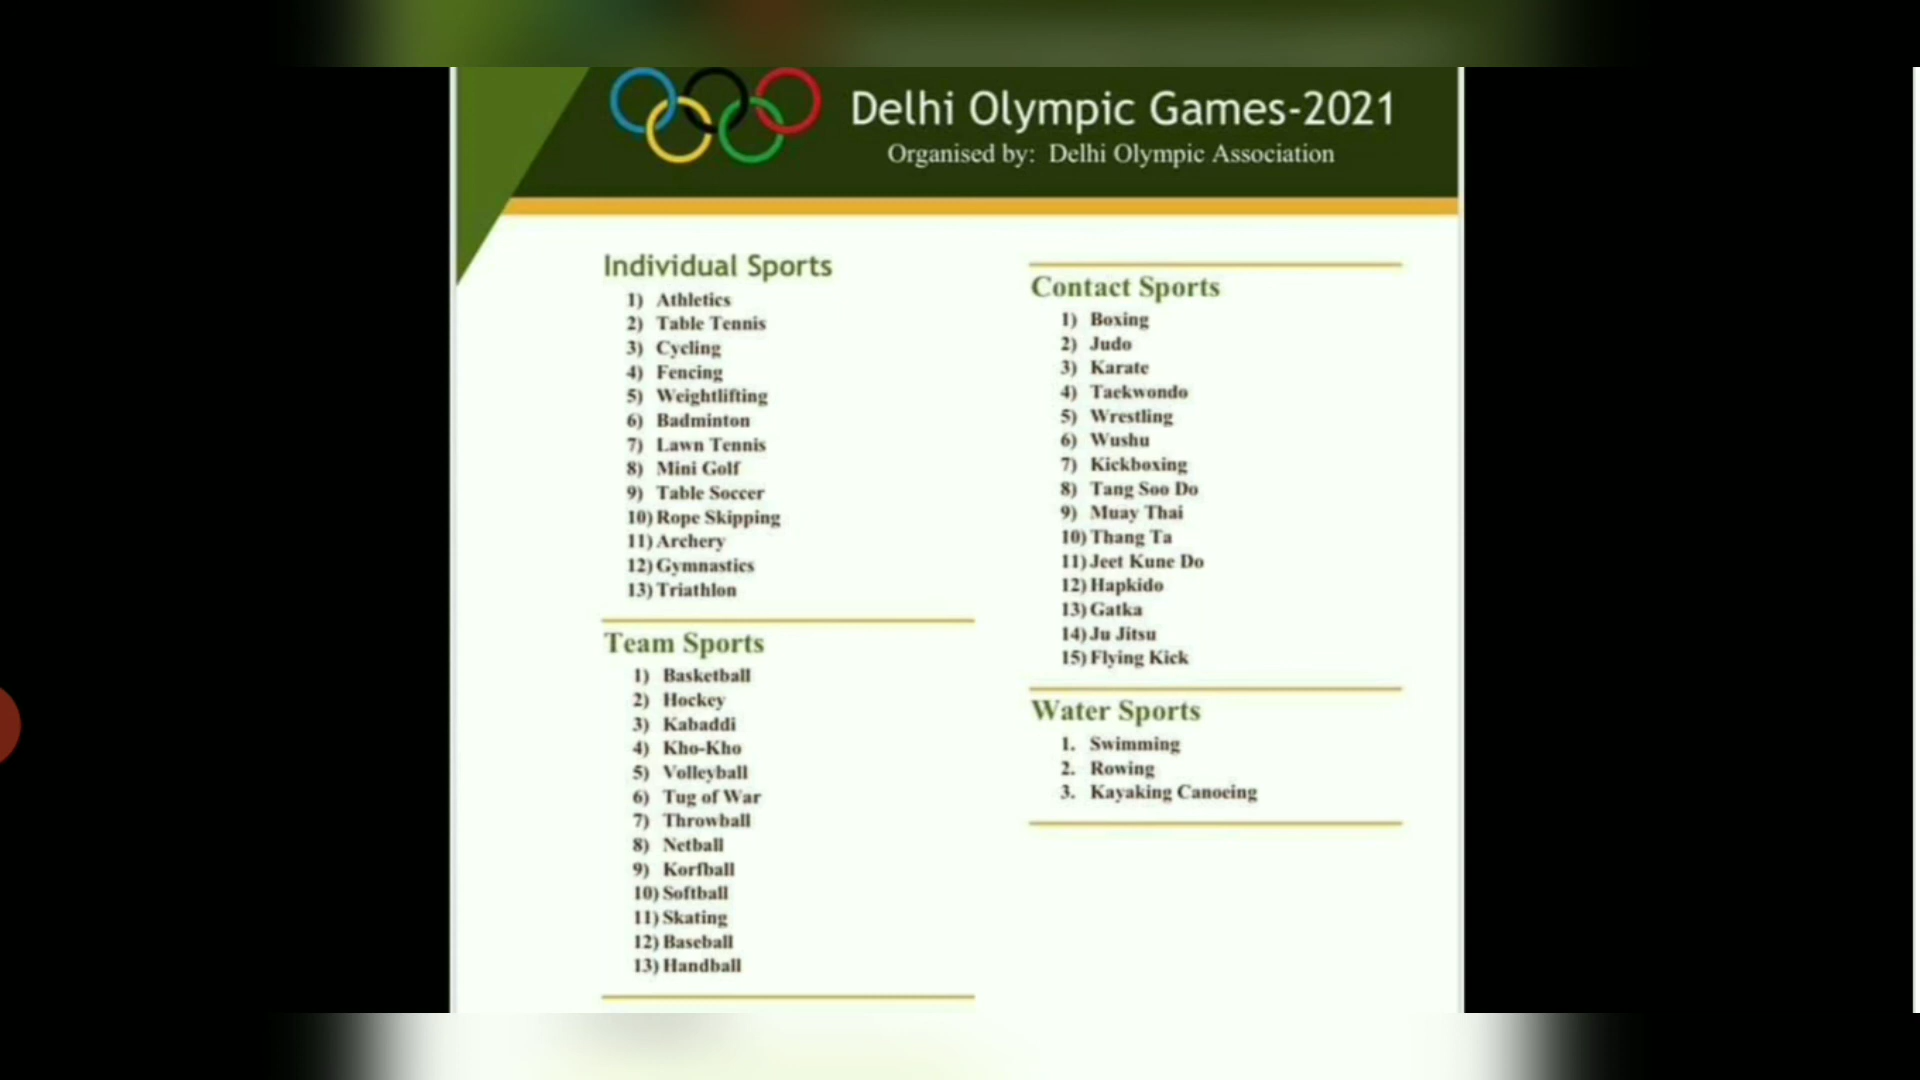 Delhi Olympic Games-2021
Organised by: Delhi Olympic Association
Individual Sports
1) Athletics
2) Table Tennis
3) Cycling
4) Fencing
5) Weightlifting
6) Badminton
7) Lawn Tennis
8) Mini Golf
9) Table Soccer
10) Rope Skipping
11) Archery
12) Gymnastics
13) Triathlon
Team Sports
1) Basketball
2) Hockey
3) Kabaddi
4) Kho-Kho
5) Volleyball
6) Tug of War
7) Throwball
8) Netball
9) Korfball
10) Softball
11) Skating
12) Baseball
13) Handball
Contact Sports
1) Boxing
2) Judo
3) Karate
4) Taekwondo
5) Wrestling
6) Wushu
7) Kickboxing
8) Tang Soo Do
9) Muay Thai
10) Thang Ta
11) Jeet Kune Do
12) Hapkido
13) Gatka
14) Ju Jitsu
15) Flying Kick
Water Sports
1. Swimming
2. Rowing
3. Kayaking Canoeing